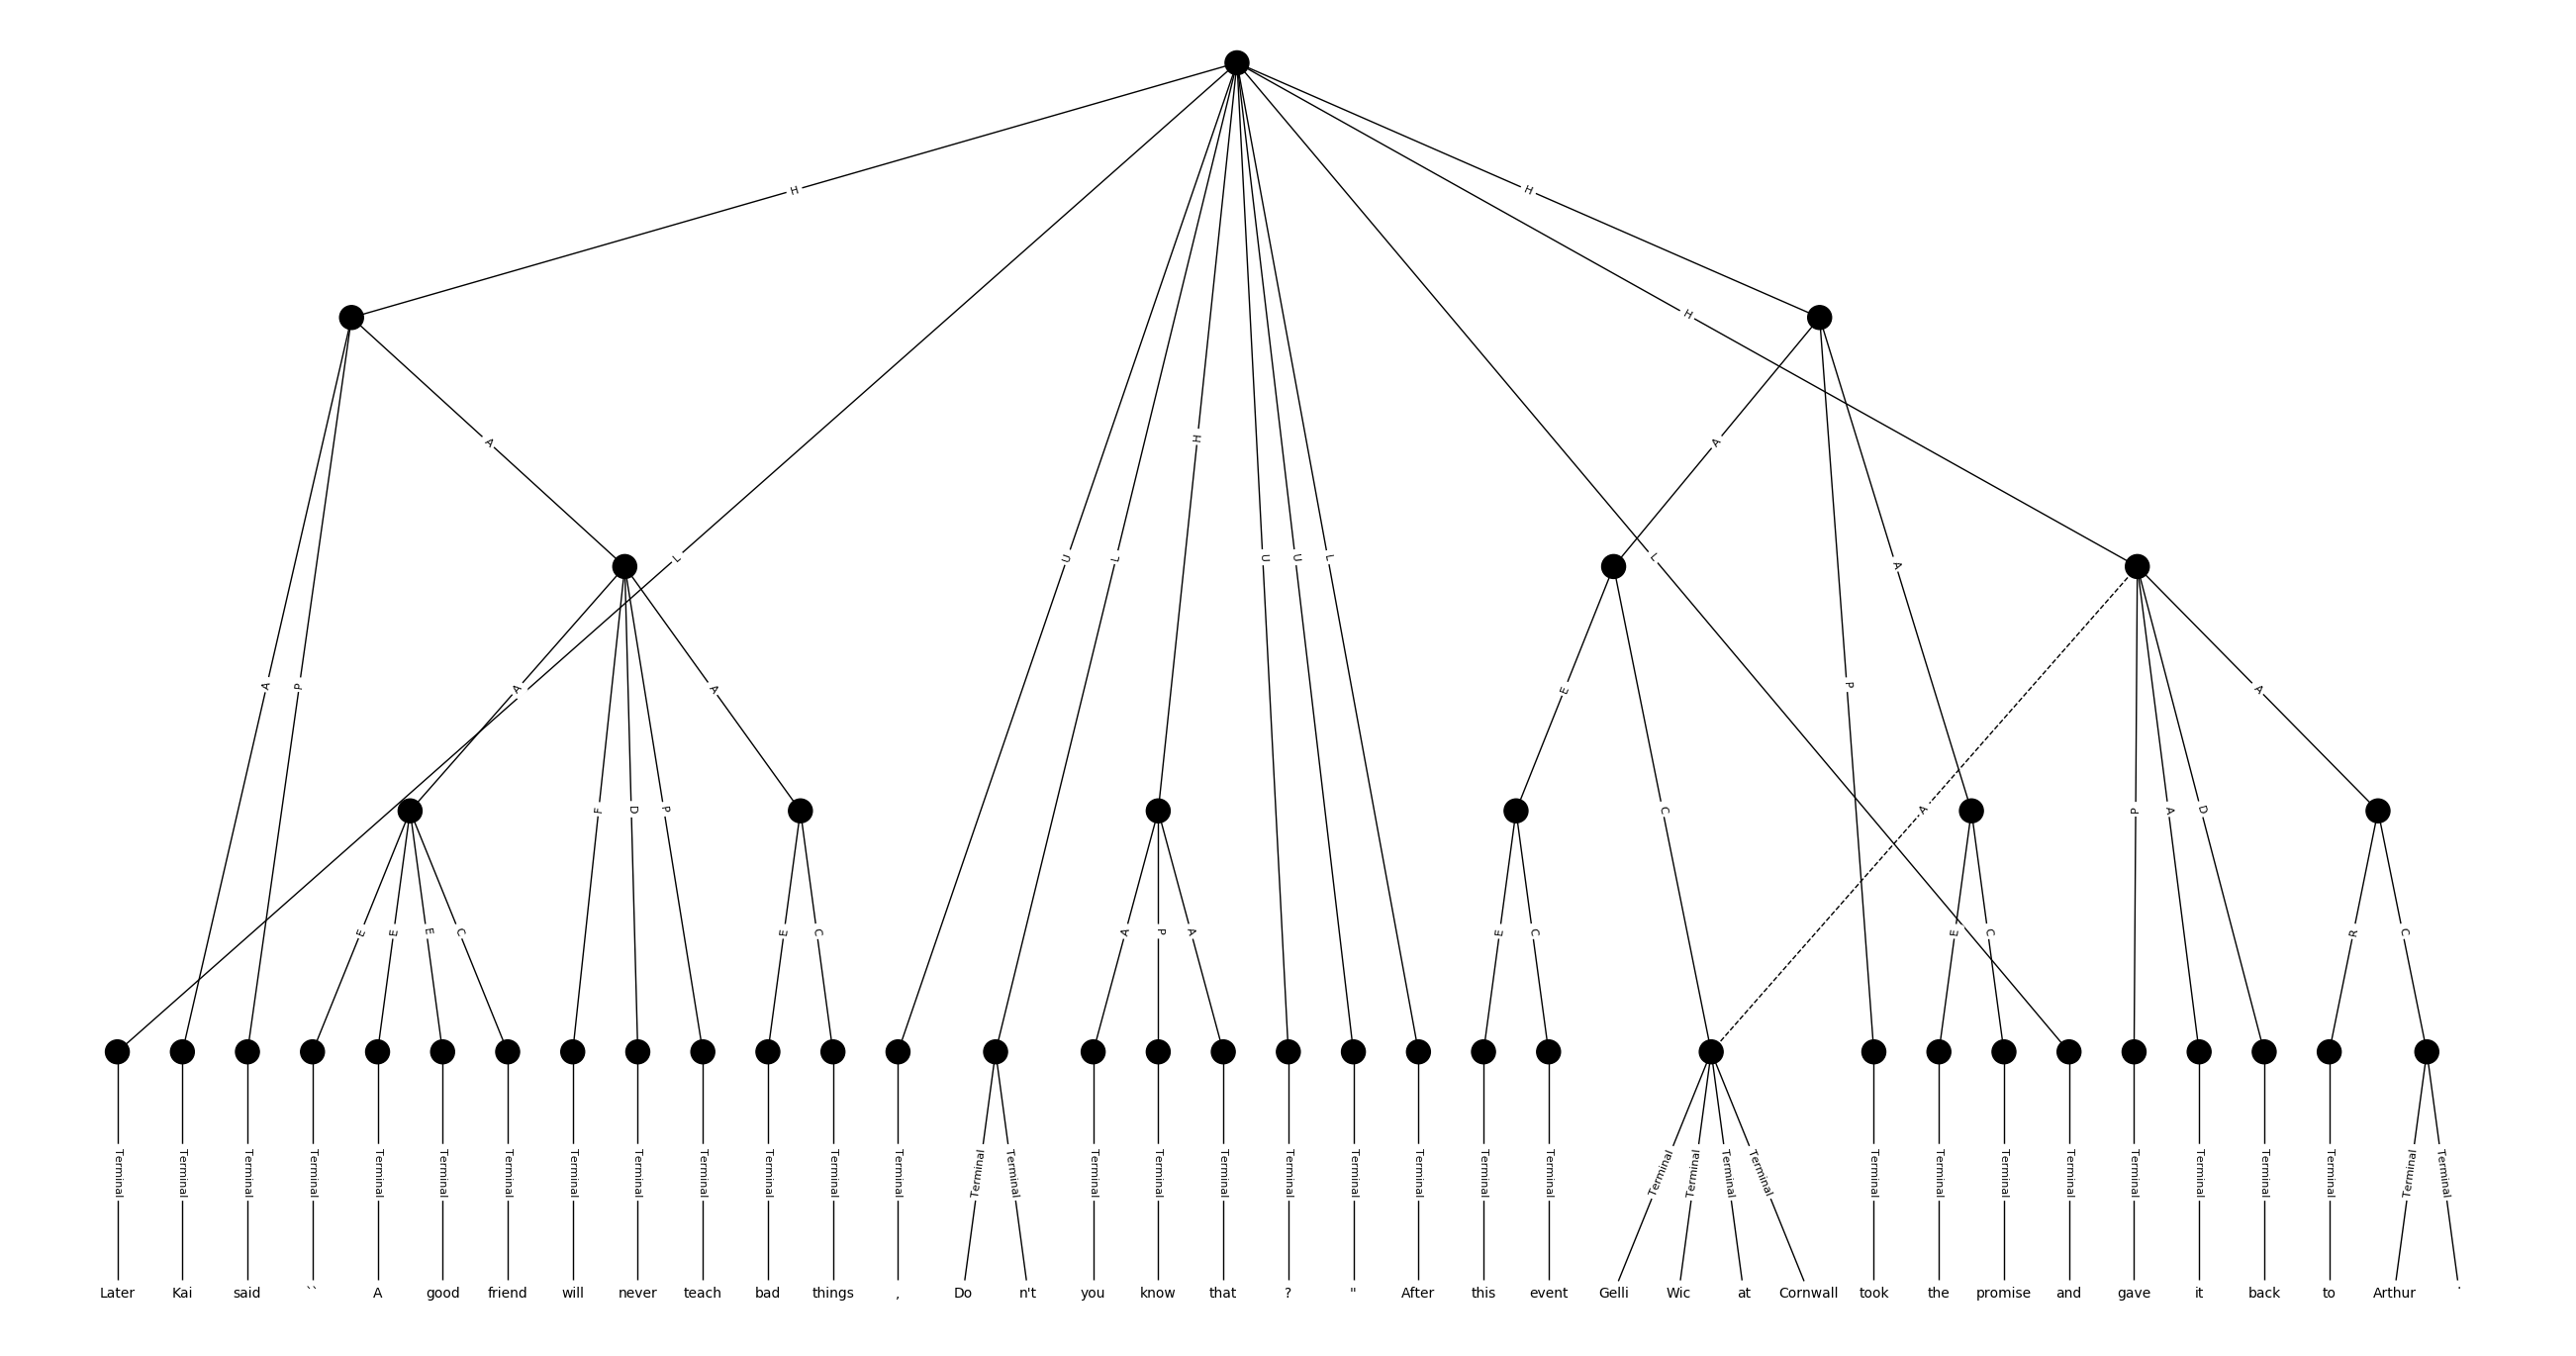 H
H
H
A
H
A
L
U
L
U
U
L
L
A
E
A
P
A
A
P
A
F
D
P
C
A
P
A
D
E
E
E
C
E
C
A
P
A
E
C
E
C
R
C
Terminal Terminal Terminal Terminal Terminal Terminal Terminal Terminal Terminal Terminal Terminal Terminal Terminal Terminal Terminal Terminal Terminal Terminal Terminal Terminal Terminal Terminal Terminal Terminal Terminal Terminal Terminal Terminal Terminal Terminal Terminal Terminal Terminal Terminal Terminal Terminal Terminal
Later Kai said `` A good friend will never teach bad things , Do n't you know that ? " After this event Gelli Wic at Cornwall took the promise and gave it back to Arthur .